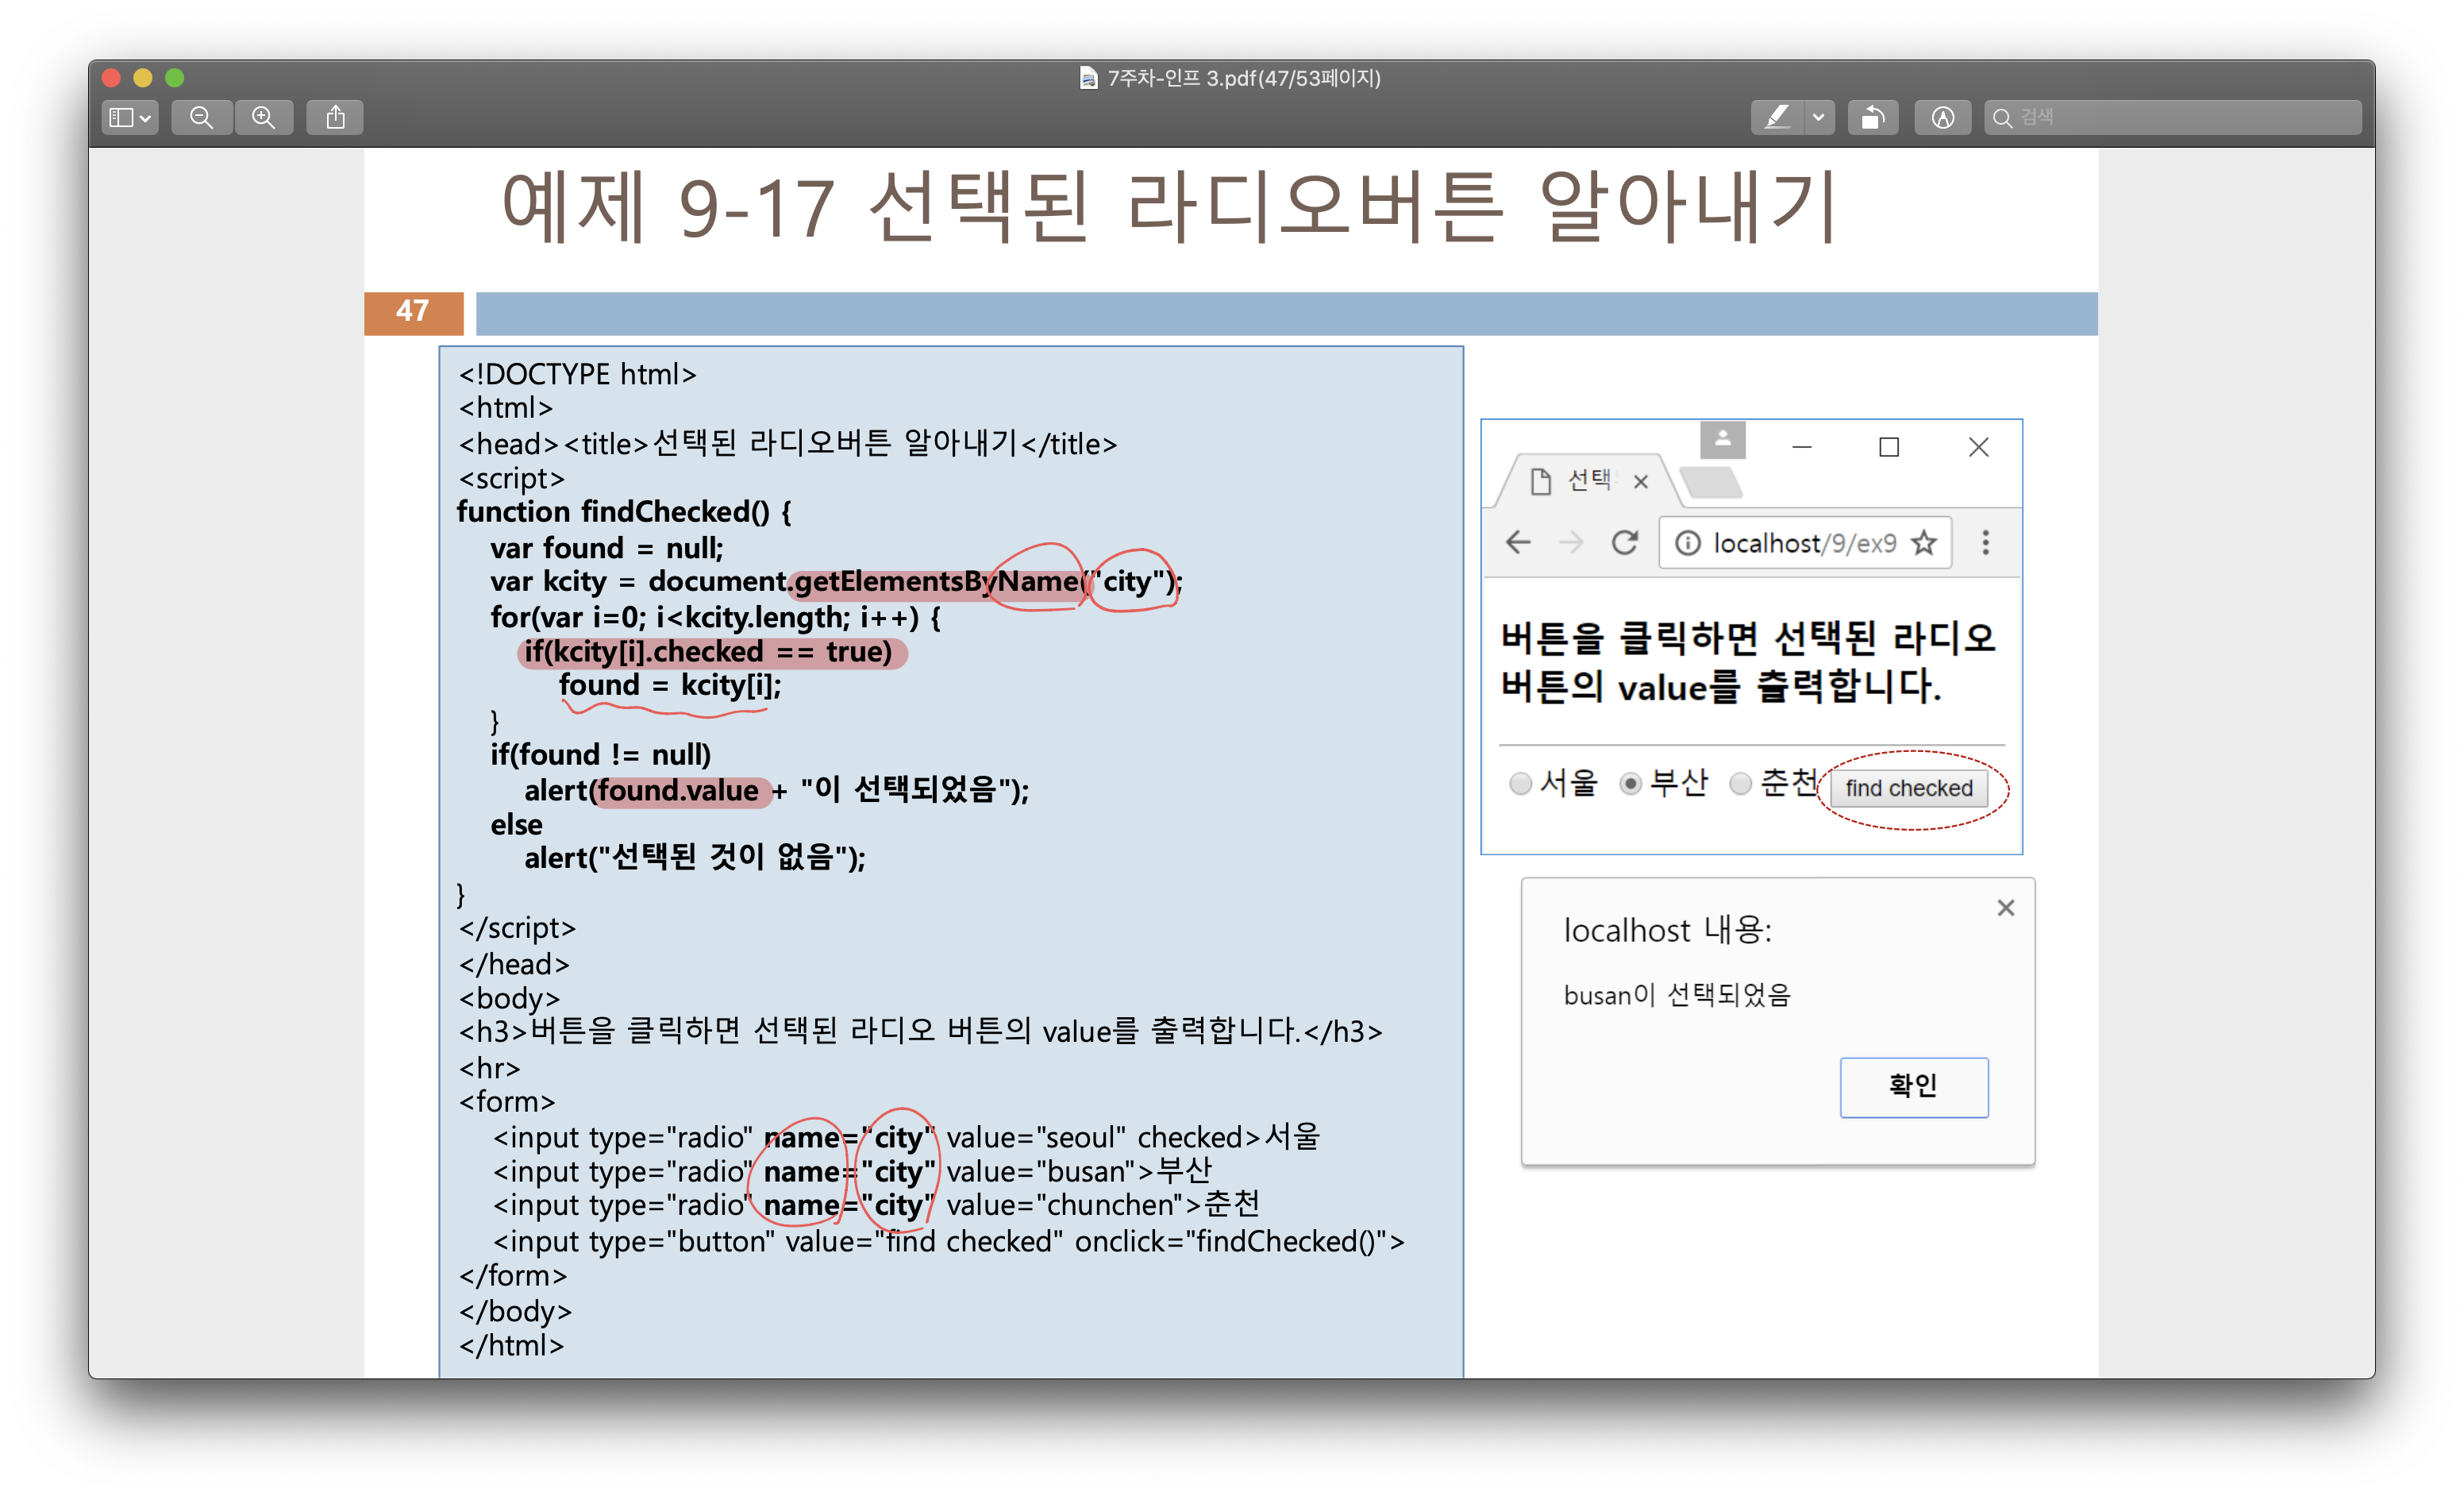 7주차-인프 3.pdf(47/53페이지)
검색
예제 9-17 선택된 라디오버튼 알아내기
47
<!DOCTYPE html>
<html>
<head><title>선택된 라디오버튼 알아내기</title>
<script>
function findChecked() {
var found = null;
var kcity = document.getElementsByName("city");
for(var i=0; i<kcity.length; i++) {
if(kcity[i].checked == true)
found = kcity[i];
}
if(found != null)
alert(found.value + "이 선택되었음");
else
alert("선택된 것이 없음");
}
</script>
</head>
<body>
<h3>버튼을 클릭하면 선택된 라디오 버튼의 value를 출력합니다.</h3>
<hr>
<form>
<input type="radio" name="city" value="seoul" checked>서울
<input type="radio" name="city" value="busan">부산
<input type="radio" name="city" value="chunchen">춘천
<input type="button" value="find checked" onclick="findChecked()">
</form>
</body>
</html>
선택
localhost/9/ex9
버튼을 클릭하면 선택된 라디오
버튼의 value를 출력합니다.
서울 부산 춘천 find checked
localhost 내용:
busan이 선택되었음
확인